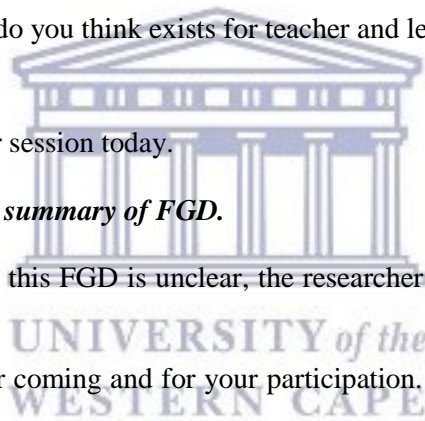 do you think exists for teacher and le
session today.
summary of FGD.
this FGD is unclear, the researcher
UNIVERSITY of the
coming and for your participation.
WESTERN CAPE